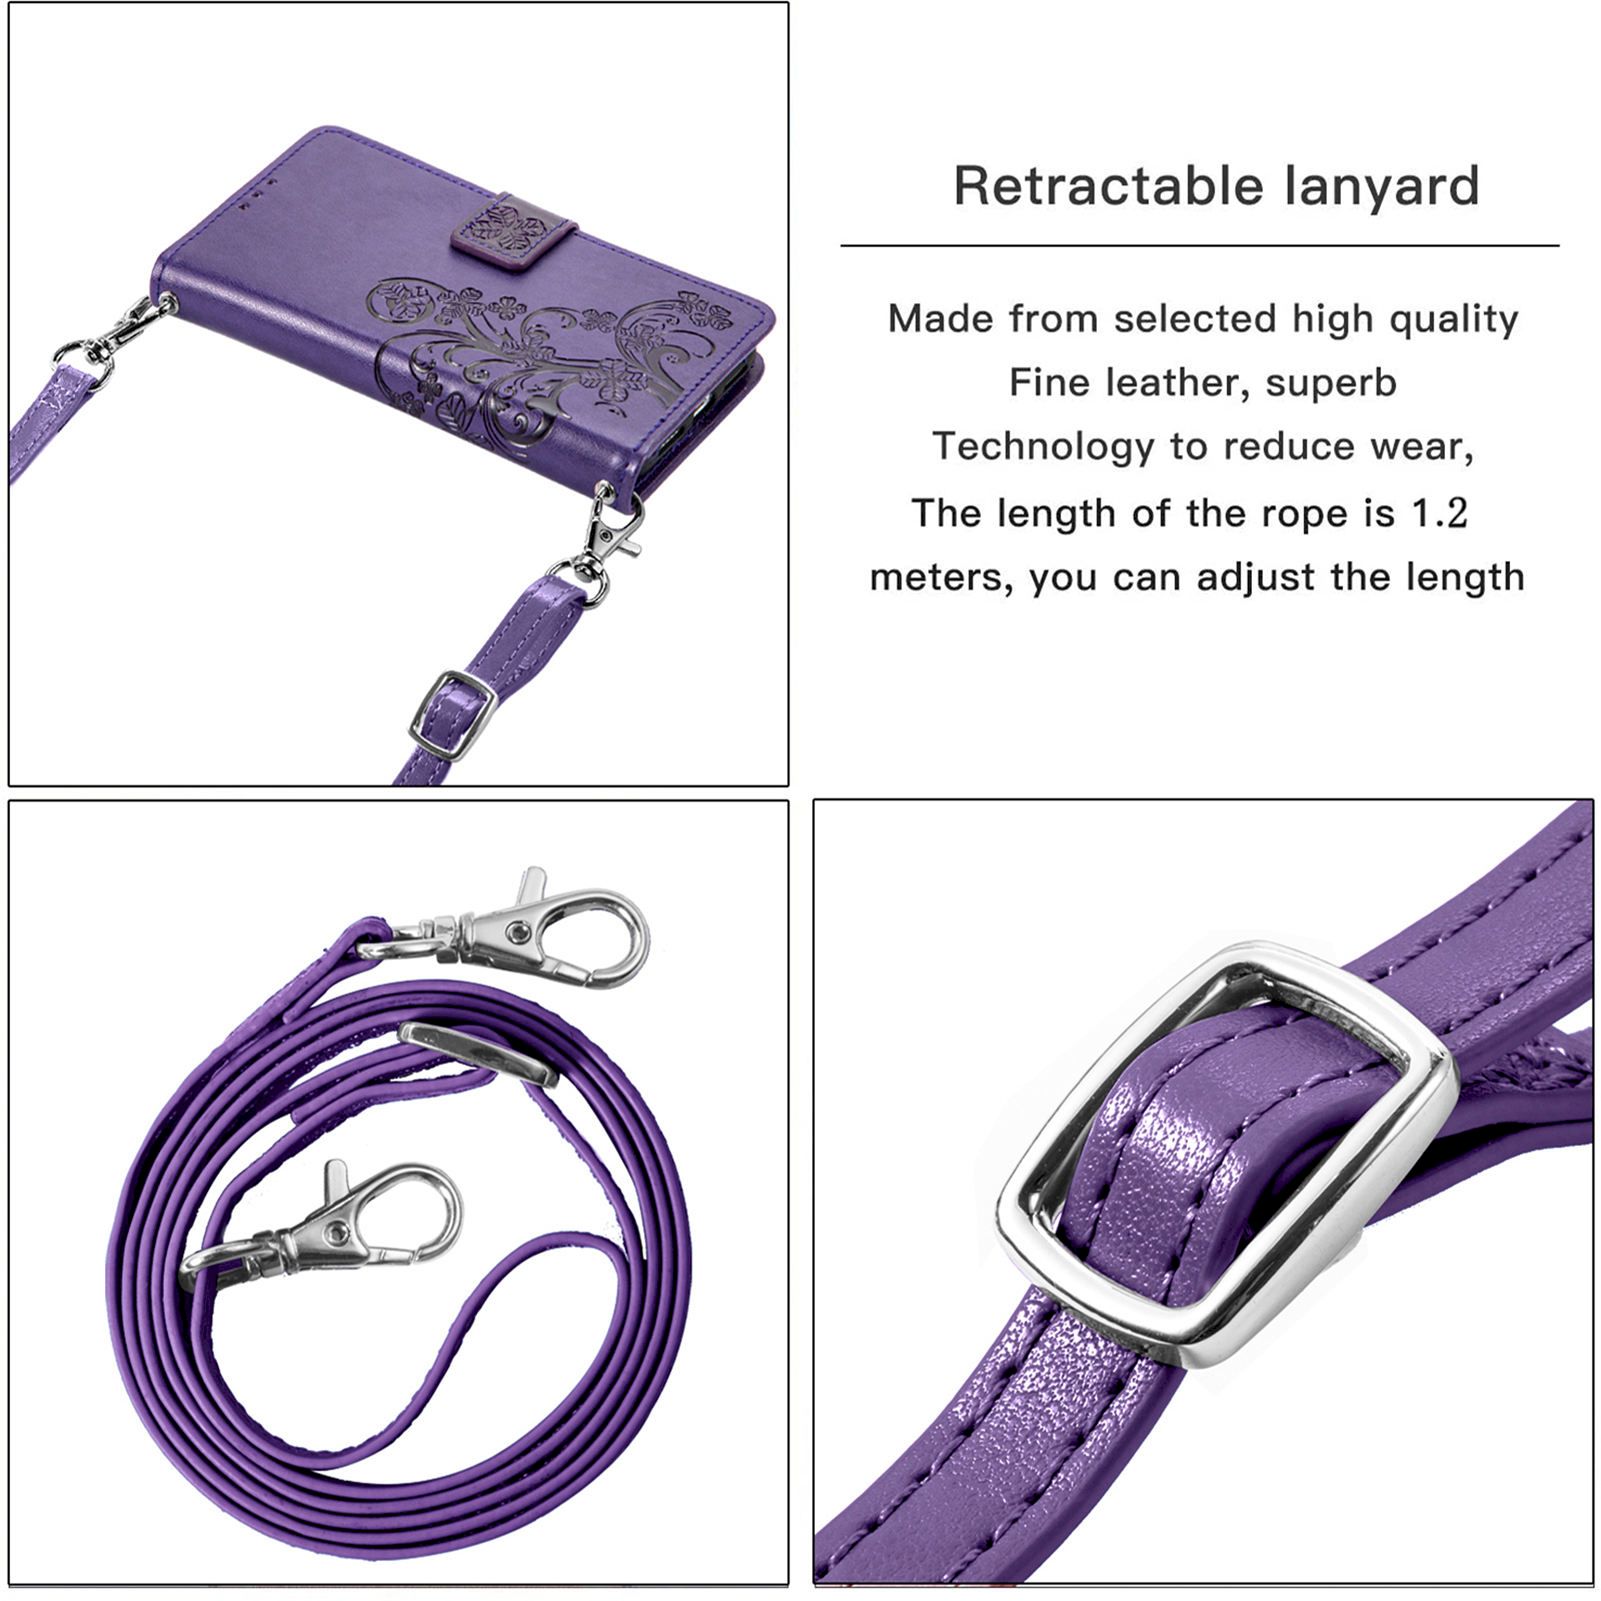 Retractable lanyard
Made from selected high quality
Fine leather, superb
Technology to reduce wear,
The length of the rope is 1.2
meters, you can adjust the length